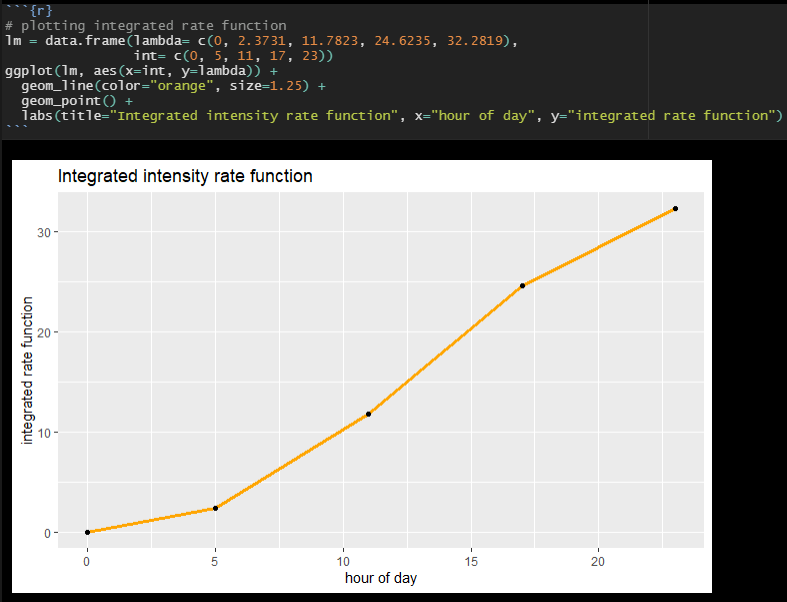 ```{r}
# plotting integrated rate function
lm = data.frame(lambda= c(0, 2.3731, 11.7823, 24.6235, 32.2819),
int= c(0, 5, 11, 17, 23))
ggplot(lm, aes(x=int, y=lambda)) +
geom_line(color="orange", size=1.25) +
geom_point() +
labs(title="Integrated intensity rate function", x="hour of day", y="integrated rate function")
```
Integrated intensity rate function
integrated rate function
30
20
10
0
0 5 10 15 20
hour of day